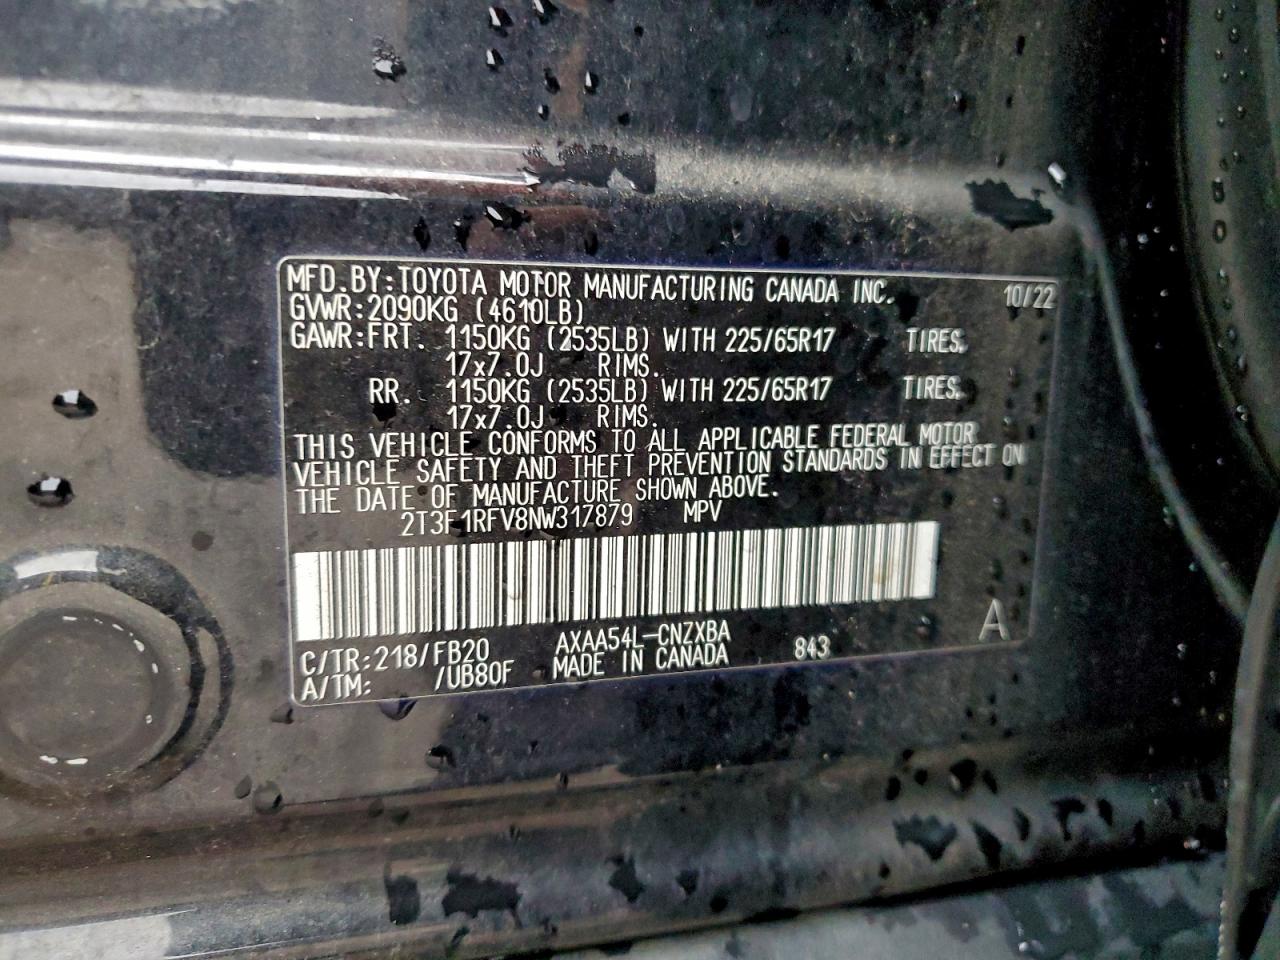 MFD.BY:TOYOTA MOTOR MANUFACTURING CANADA INC. 10/22
GVWR:2090KG (4610LB)
GAWR:FRT. 1150KG (2535LB) WITH 225/65R17 TIRES.
17x7.0J RIMS.
RR. 1150KG (2535LB) WITH 225/65R17 TIRES.
17x7.0J RIMS.
THIS VEHICLE CONFORMS TO ALL APPLICABLE FEDERAL MOTOR
VEHICLE SAFETY AND THEFT PREVENTION STANDARDS IN EFFECT ON
THE DATE OF MANUFACTURE SHOWN ABOVE.
2T3F1RFV8NW317879 MPV
C/TR:218/FB20 AXAA54L-CNZXBA 843 A
A/TM: /UB80F MADE IN CANADA